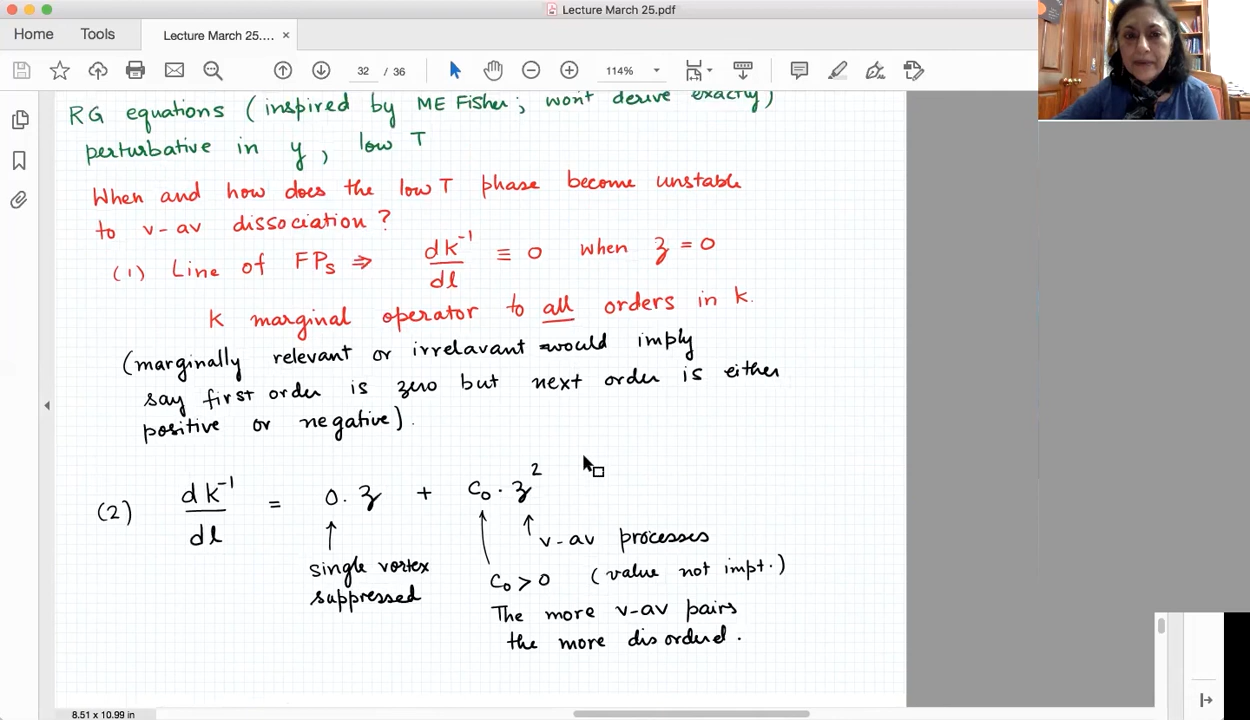 Lecture March 25.pdf
Home Tools Lecture March 25.... ×
32 / 36 114%
RG equations (inspired by ME Fisher; wont derive exactly)
perturbative in y, low T
When and how does the low T phase become unstable
to v-av dissociation?
(1) Line of FPs ⇒ dK⁻¹/dl ≡ 0 when z = 0
K marginal operator to all orders in K.
(marginally relevant or irrelavant would imply
say first order is zero but next order is either
positive or negative).
(2) dK⁻¹/dl = 0. z + C₀. z²
↑ single vortex suppressed
↑ v-av processes
C₀ > 0 (value not impt.)
The more v-av pairs
the more disordered.
8.51 x 10.99 in